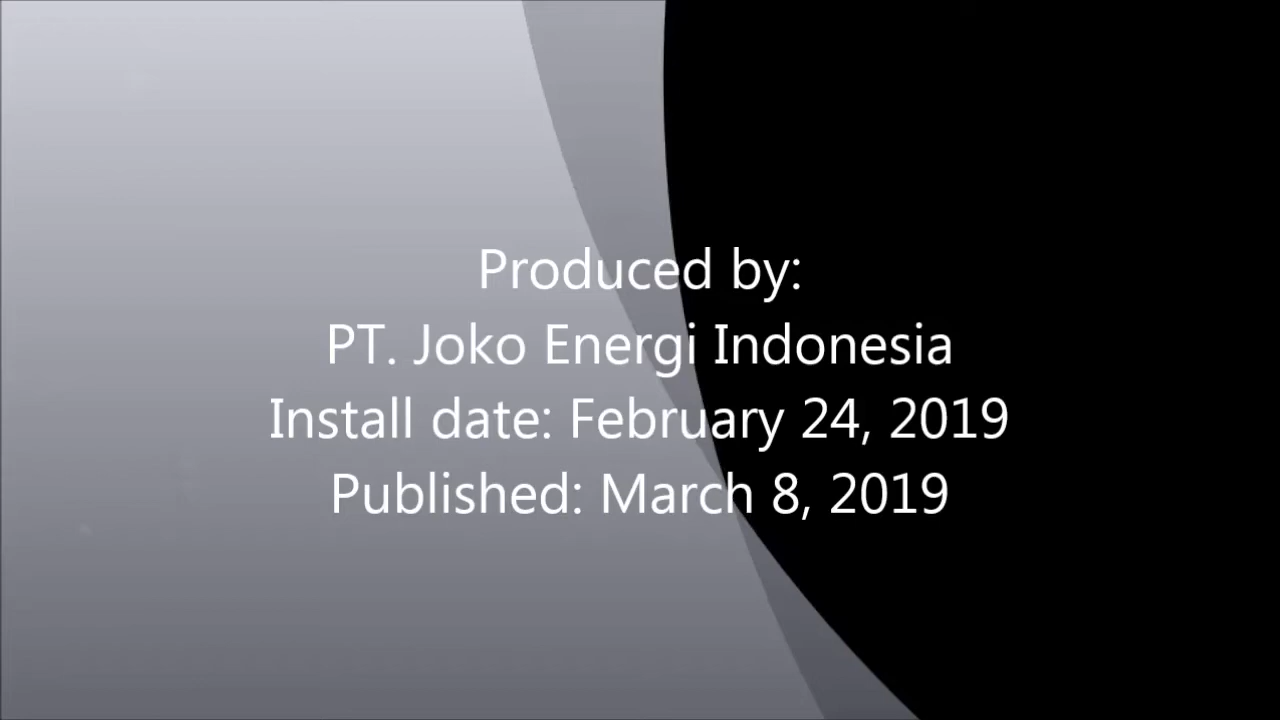 Produced by:
PT. Joko Energi Indonesia
Install date: February 24, 2019
Published: March 8, 2019